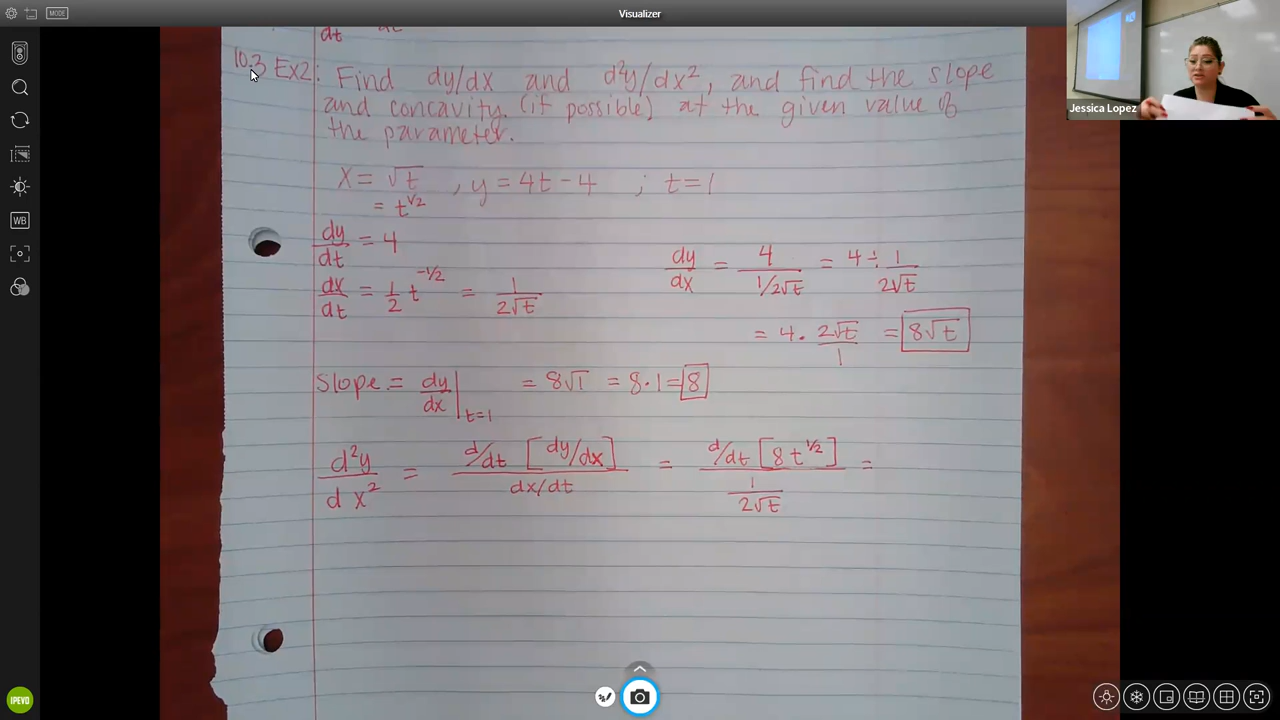 MODE
Visualizer
Jessica Lopez
WB
dt
10.3 Ex2: Find dy/dx and d²y/dx², and find the slope
and concavity (if possible) at the given value of
the parameter.
x = √t , y = 4t - 4 ; t = 1
= t^1/2
dy/dt = 4
dx/dt = 1/2 t^-1/2 = 1/2√t
dy/dx = 4/(1/2√t) = 4 ÷ 1/2√t
= 4 · 2√t/1 = 8√t
Slope = dy/dx |t=1 = 8√1 = 8·1 = 8
d²y/dx² = d/dt [dy/dx] / dx/dt = d/dt [8t^1/2] / (1/2√t) =
IPEVO